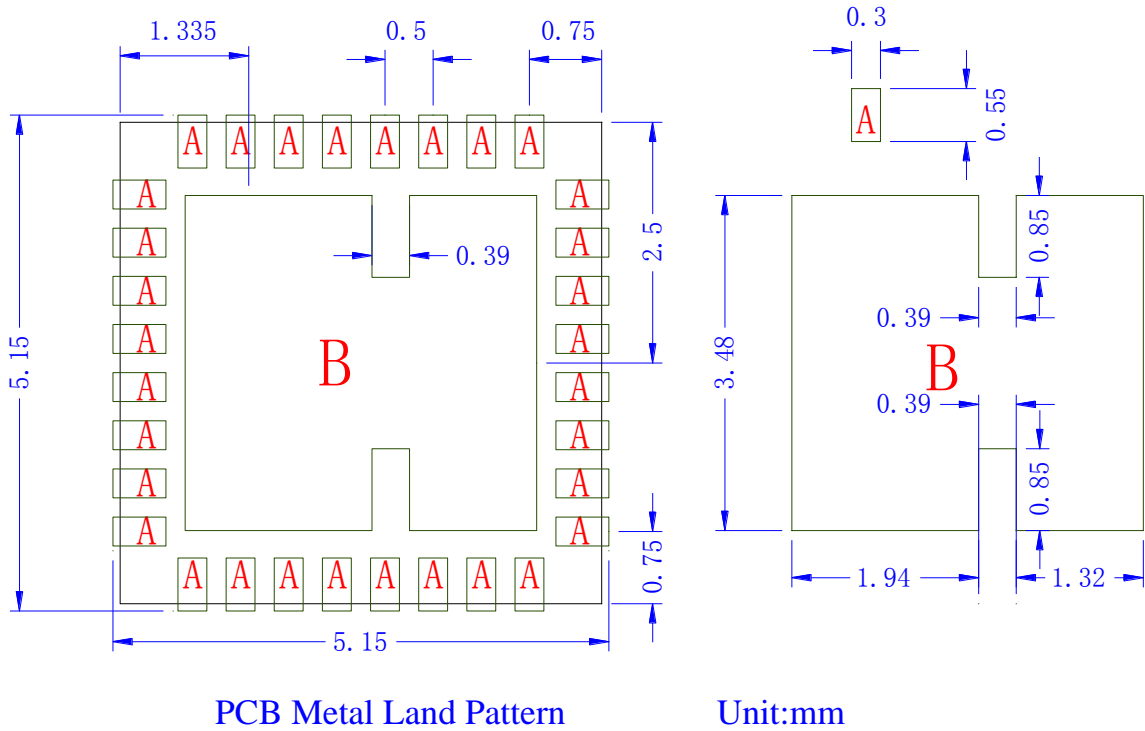 1.335
0.5
0.75
0.3
A
0.55
A A A A A A A A
A A
A A
A A
A A
A A
A A
A A
A A
0.39
2.5
5.15
B
0.85
0.39
3.48
B
0.39
0.85
A A A A A A A A
0.75
1.94
1.32
5.15
PCB Metal Land Pattern Unit:mm